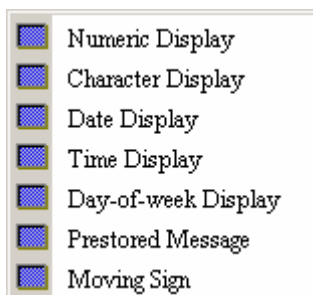 Numeric Display
Character Display
Date Display
Time Display
Day-of-week Display
Prestored Message
Moving Sign